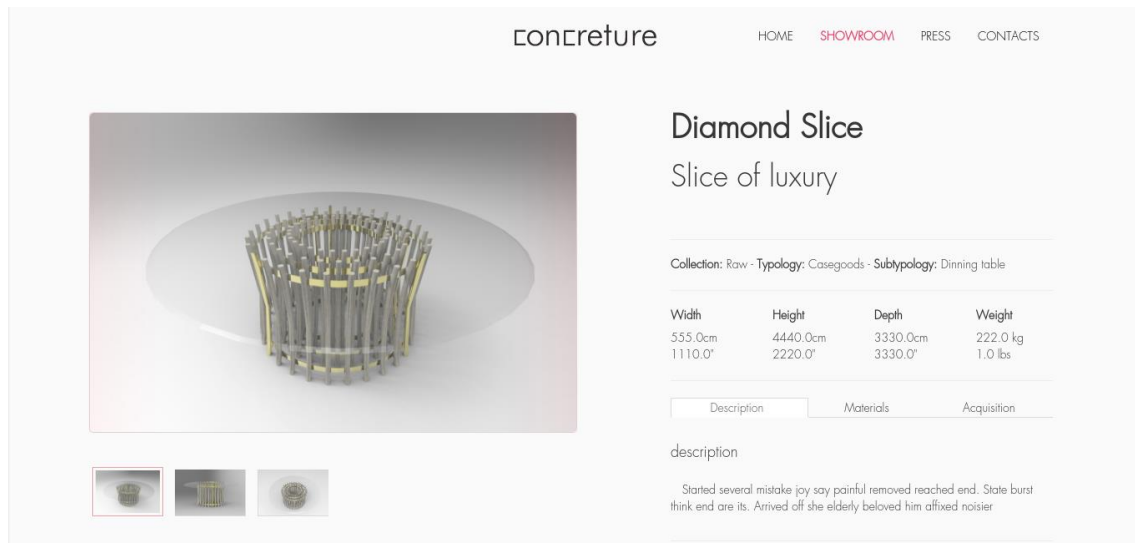 concreture
HOME SHOWROOM PRESS CONTACTS
Diamond Slice
Slice of luxury
Collection: Raw - Typology: Casegoods - Subtypology: Dinning table
Width Height Depth Weight
555.0cm 4440.0cm 3330.0cm 222.0 kg
1110.0" 2220.0" 3330.0" 1.0 lbs
Description Materials Acquisition
description
Started several mistake joy say painful removed reached end. State burst
think end are its. Arrived off she elderly beloved him affixed noisier